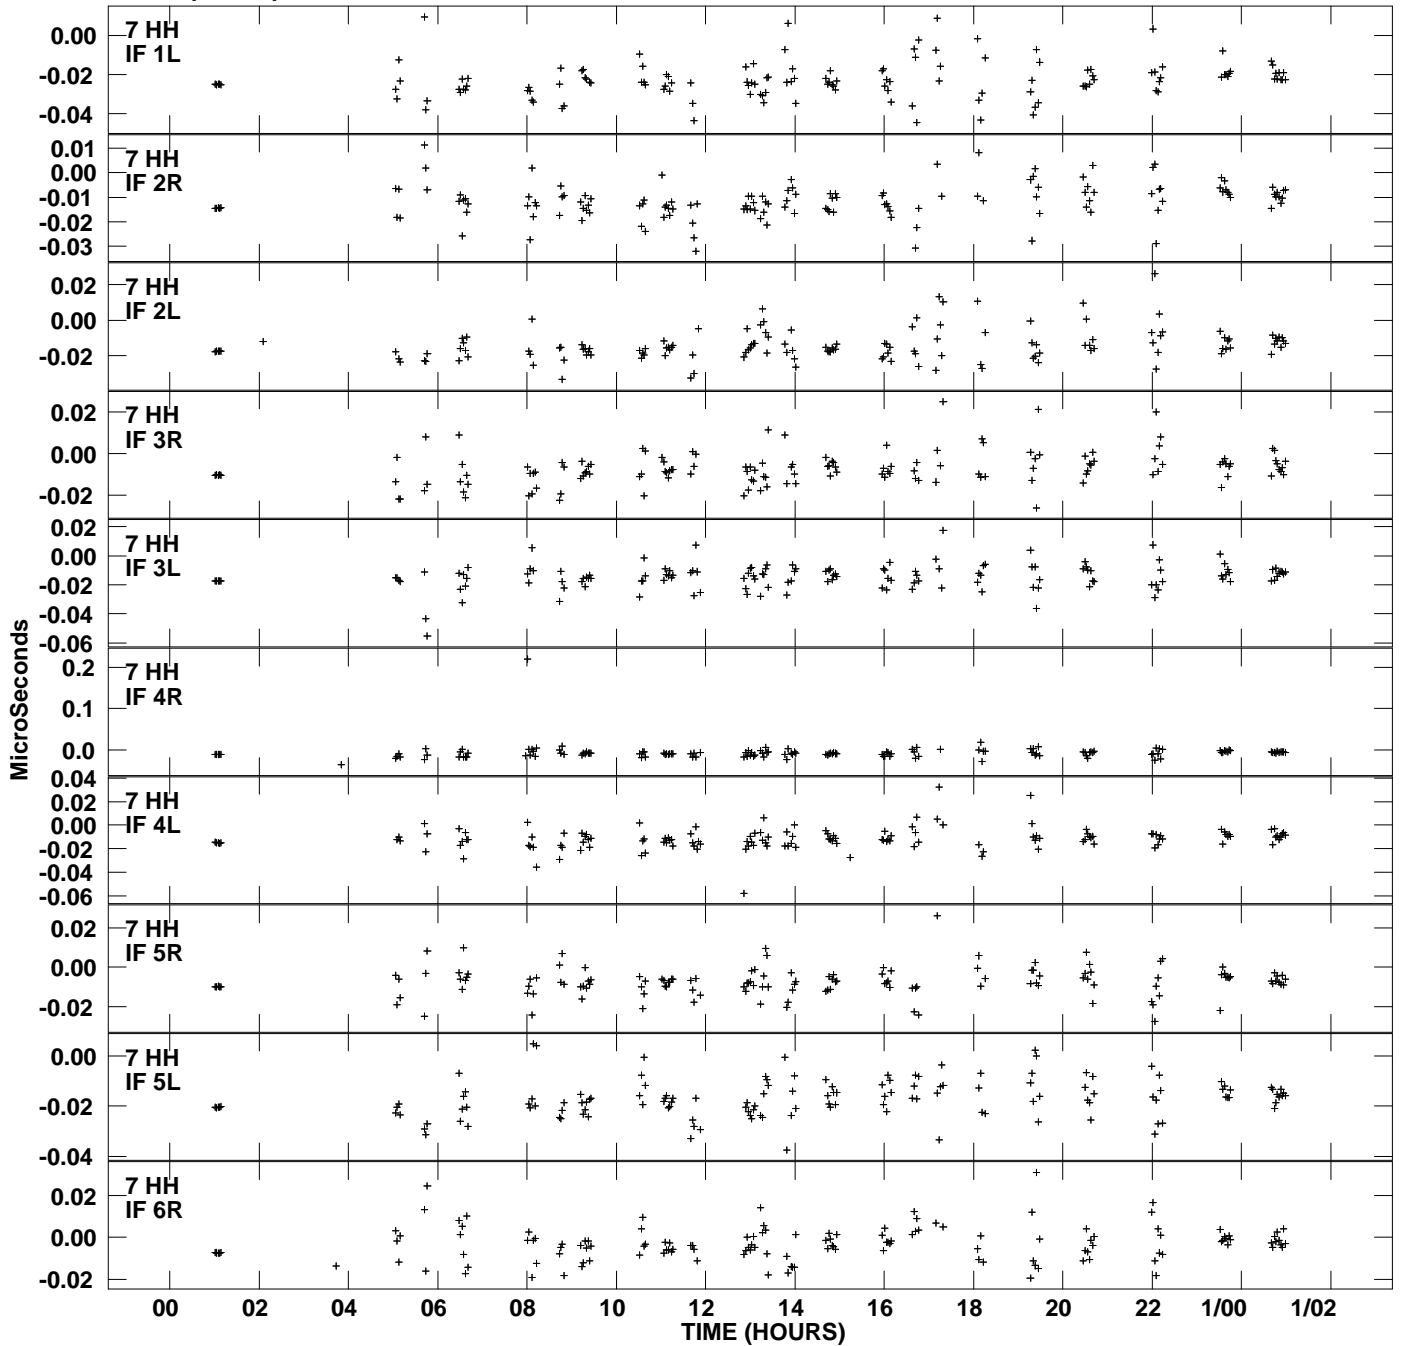 7 HH
IF 1L
0.00
-0.02
-0.04
7 HH
IF 2R
0.01
0.00
-0.01
-0.02
-0.03
7 HH
IF 2L
0.02
0.00
-0.02
7 HH
IF 3R
0.02
0.00
-0.02
7 HH
IF 3L
0.02
0.00
-0.02
-0.04
-0.06
7 HH
IF 4R
0.2
0.1
0.0
7 HH
IF 4L
0.04
0.02
0.00
-0.02
-0.04
-0.06
7 HH
IF 5R
0.02
0.00
-0.02
7 HH
IF 5L
0.00
-0.02
-0.04
7 HH
IF 6R
0.02
0.00
-0.02
MicroSeconds
00 02 04 06 08 10 12 14 16 18 20 22 1/00 1/02
TIME (HOURS)